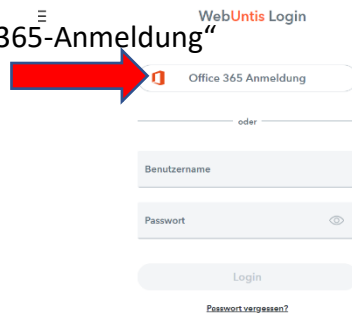 WebUntis Login
365-Anmeldung“
Office 365 Anmeldung
oder
Benutzername
Passwort
Login
Passwort vergessen?